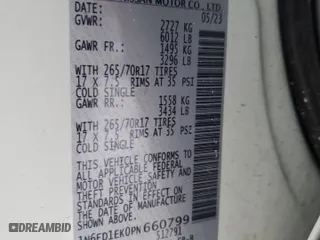 NISSAN MOTOR CO., LTD.
DATE: 05/23
GVWR: 2727 KG
6012 LB
GAWR FR.: 1495 KG
3296 LB
WITH 265/70R17 TIRES
17 X 7.5 RIMS AT 35 PSI
COLD SINGLE
GAWR RR.: 1558 KG
3434 LB
WITH 265/70R17 TIRES
17 X 7.5 RIMS AT 35 PSI
COLD SINGLE
THIS VEHICLE CONFORMS TO
ALL APPLICABLE FEDERAL
MOTOR VEHICLE SAFETY
STANDARDS IN EFFECT ON
THE DATE OF MANUFACTURE
SHOWN ABOVE
1N6ED1EK0PN660799
512791
DREAMBID